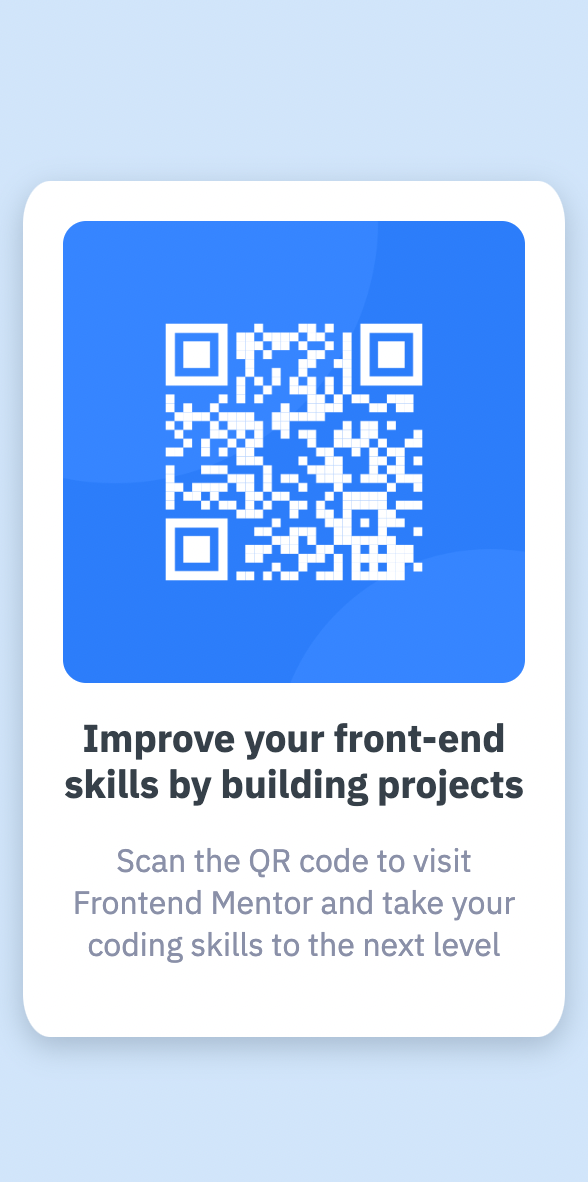 Improve your front-end
skills by building projects
Scan the QR code to visit
Frontend Mentor and take your
coding skills to the next level